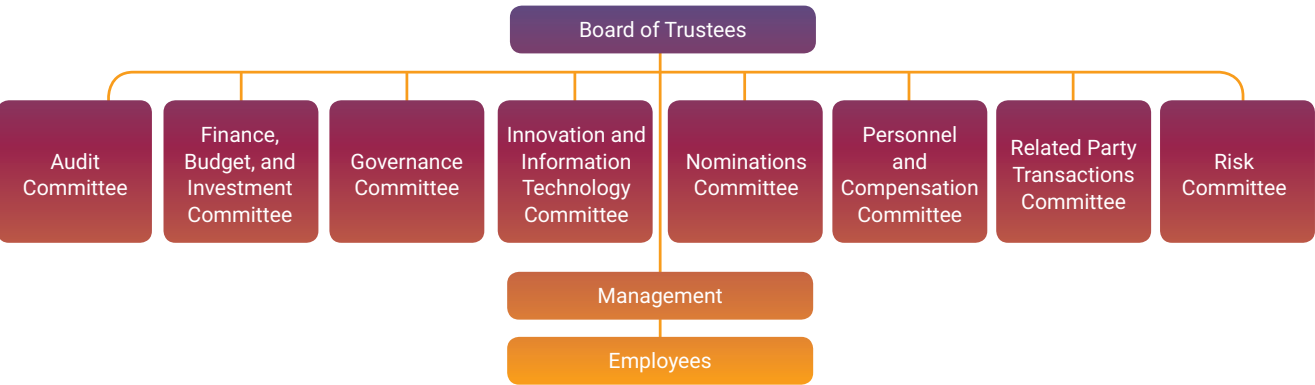 Board of Trustees
Audit
Committee
Finance,
Budget, and
Investment
Committee
Governance
Committee
Innovation and
Information
Technology
Committee
Nominations
Committee
Personnel
and
Compensation
Committee
Related Party
Transactions
Committee
Risk
Committee
Management
Employees